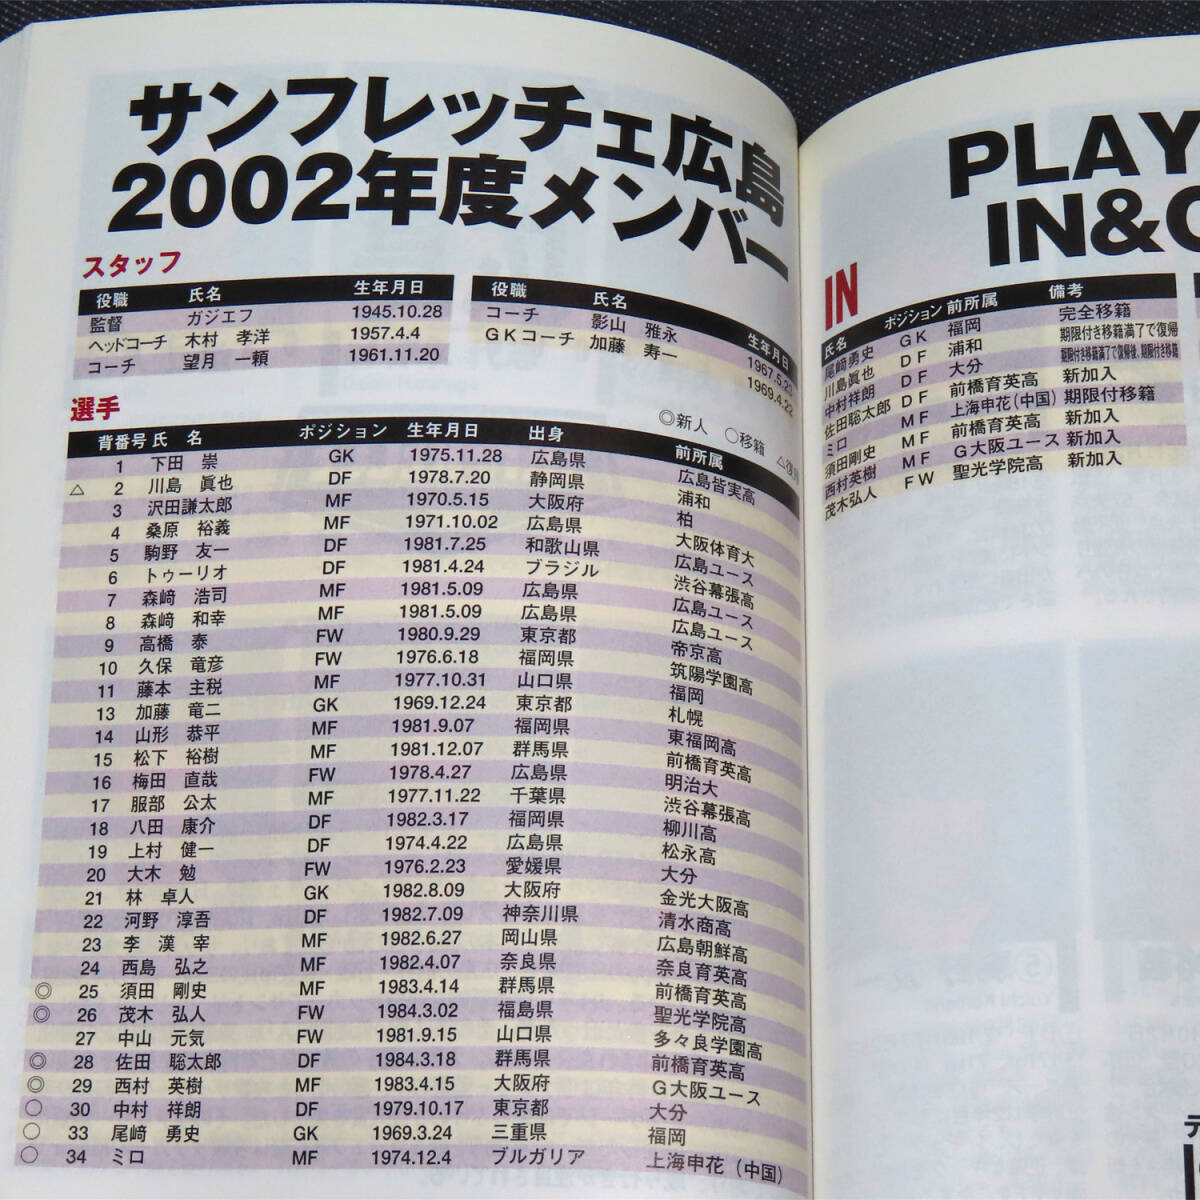 サンフレッチェ広島
2002年度メンバー
スタッフ
役職 氏名 生年月日
監督 ガジエフ 1945.10.28
ヘッドコーチ 木村 孝洋 1957.4.4
コーチ 望月 一頼 1961.11.20
役職 氏名 生年月日
コーチ 影山 雅永 1967.5.23
GKコーチ 加藤 寿一 1969.4.22
選手
◎新人 ○移籍 △復帰
背番号 氏 名 ポジション 生年月日 出身 前所属
1 下田 崇 GK 1975.11.28 広島県 広島皆実高
△ 2 川島 眞也 DF 1978.7.20 静岡県 浦和
3 沢田謙太郎 MF 1970.5.15 大阪府 柏
4 桑原 裕義 MF 1971.10.02 広島県 大阪体育大
5 駒野 友一 DF 1981.7.25 和歌山県 広島ユース
6 トゥーリオ DF 1981.4.24 ブラジル 渋谷幕張高
7 森﨑 浩司 MF 1981.5.09 広島県 広島ユース
8 森﨑 和幸 MF 1981.5.09 広島県 広島ユース
9 高橋 泰 FW 1980.9.29 東京都 帝京高
10 久保 竜彦 FW 1976.6.18 福岡県 筑陽学園高
11 藤本 主税 MF 1977.10.31 山口県 福岡
13 加藤 竜二 GK 1969.12.24 東京都 札幌
14 山形 恭平 MF 1981.9.07 福岡県 東福岡高
15 松下 裕樹 MF 1981.12.07 群馬県 前橋育英高
16 梅田 直哉 FW 1978.4.27 広島県 明治大
17 服部 公太 MF 1977.11.22 千葉県 渋谷幕張高
18 八田 康介 DF 1982.3.17 福岡県 柳川高
19 上村 健一 DF 1974.4.22 広島県 松永高
20 大木 勉 FW 1976.2.23 愛媛県 大分
21 林 卓人 GK 1982.8.09 大阪府 金光大阪高
22 河野 淳吾 DF 1982.7.09 神奈川県 清水商高
23 李 漢 宰 MF 1982.6.27 岡山県 広島朝鮮高
24 西島 弘之 MF 1982.4.07 奈良県 奈良育英高
◎ 25 須田 剛史 MF 1983.4.14 群馬県 前橋育英高
◎ 26 茂木 弘人 FW 1984.3.02 福島県 聖光学院高
27 中山 元気 FW 1981.9.15 山口県 多々良学園高
◎ 28 佐田 聡太郎 DF 1984.3.18 群馬県 前橋育英高
◎ 29 西村 英樹 MF 1983.4.15 大阪府 G大阪ユース
○ 30 中村 祥朗 DF 1979.10.17 東京都 大分
○ 33 尾﨑 勇史 GK 1969.3.24 三重県 福岡
○ 34 ミロ MF 1974.12.4 ブルガリア 上海申花（中国）
PLAY
IN&
IN
氏名 ポジション 前所属 備考
尾﨑勇史 GK 福岡 完全移籍
川島眞也 DF 浦和 期限付き移籍満了で復帰
中村祥朗 DF 大分 期限付き移籍満了で復帰後、期限付き移籍
佐田聡太郎 DF 前橋育英高 新加入
ミロ MF 上海申花（中国） 期限付移籍
須田剛史 MF 前橋育英高 新加入
西村英樹 MF G大阪ユース 新加入
茂木弘人 FW 聖光学院高 新加入